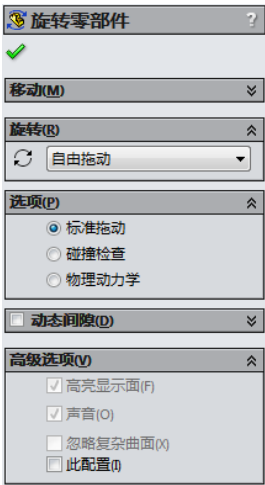 旋转零部件 ?
移动(M)
旋转(R)
自由拖动
选项(P)
标准拖动
碰撞检查
物理动力学
动态间隙(D)
高级选项(V)
高亮显示面(F)
声音(O)
忽略复杂曲面(X)
此配置(I)